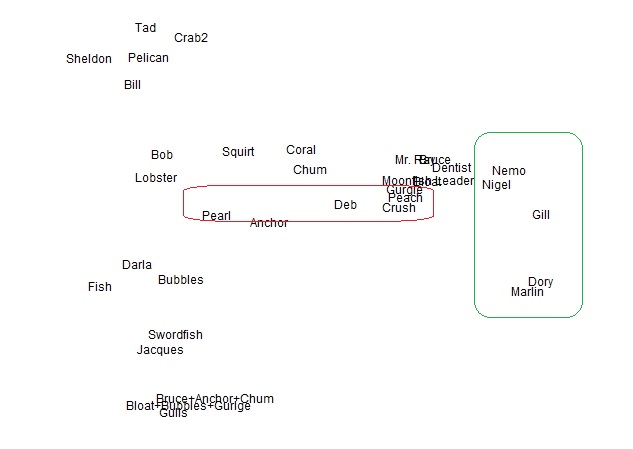 Tad
Crab2
Sheldon
Pelican
Bill
Bob
Squirt
Coral
Mr. Ray
Bruce
Chum
Dentist
Nemo
Lobster
Moonfish Leader
Bloat
Nigel
Gurgle
Peach
Deb
Crush
Pearl
Gill
Anchor
Darla
Bubbles
Fish
Dory
Marlin
Swordfish
Jacques
Bruce+Anchor+Chum
Bloat+Bubbles+Gurlge
Gulls